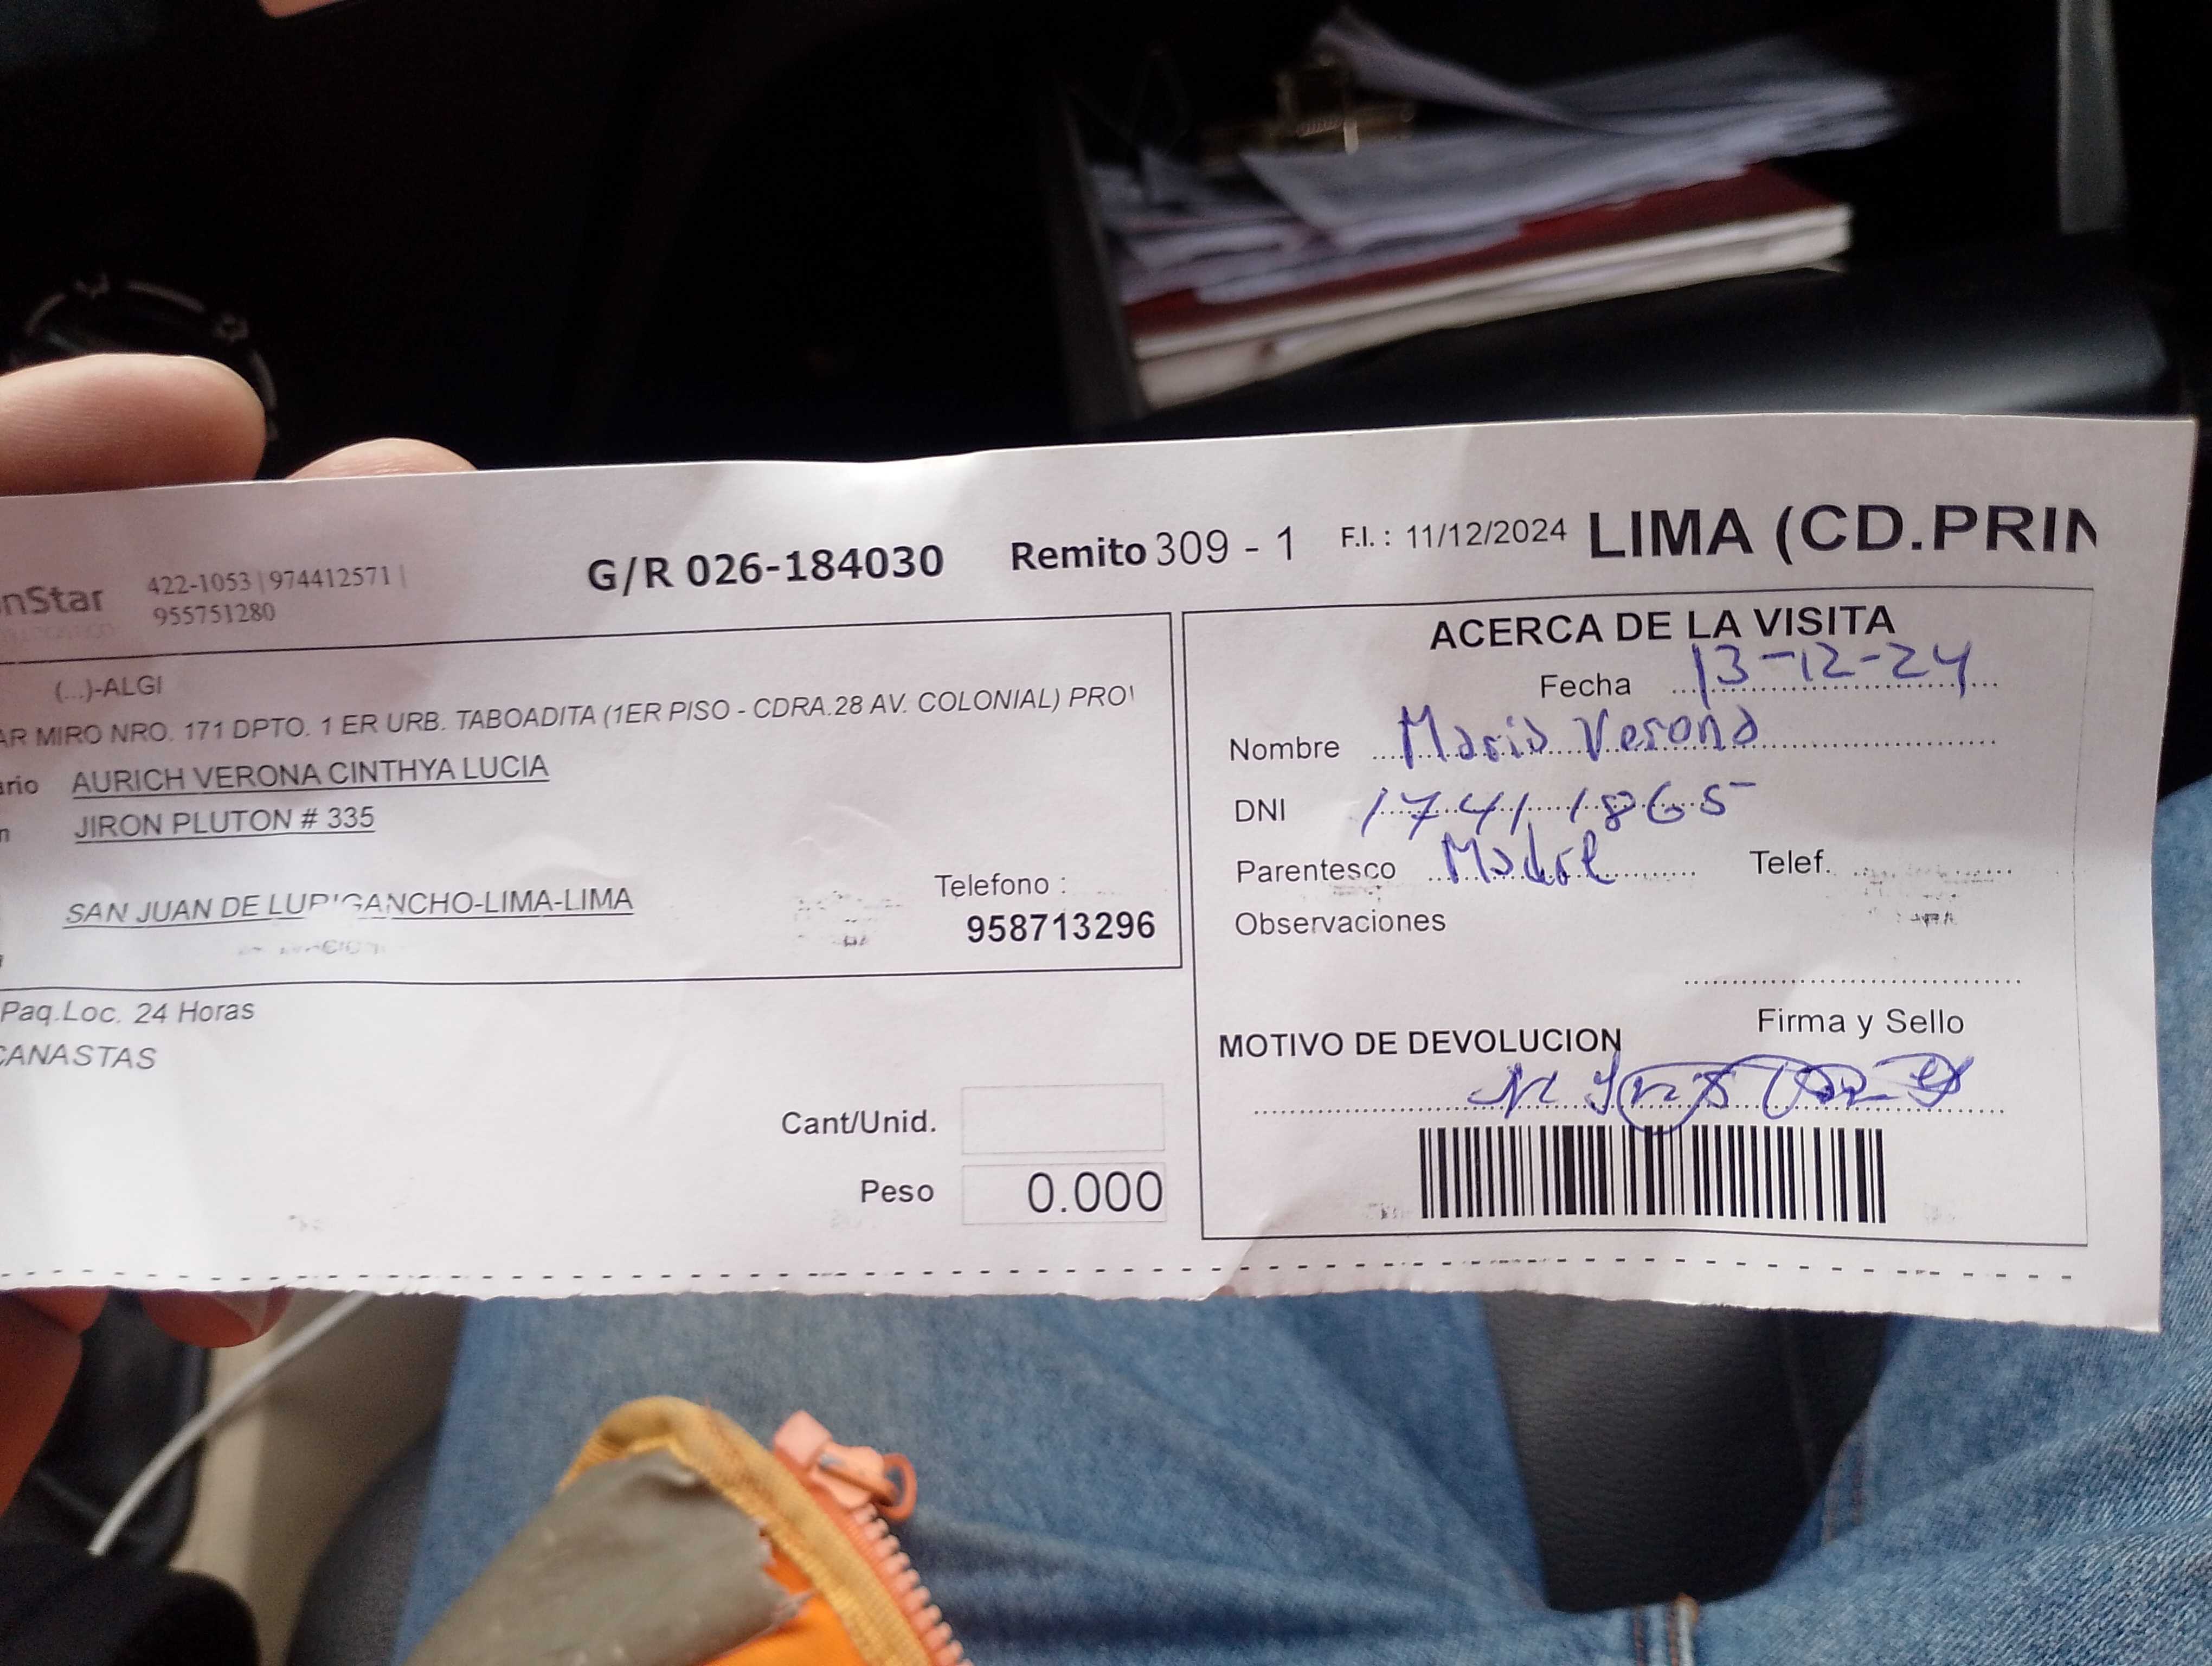 G/R 026-184030 Remito 309 - 1 F.I. : 11/12/2024 LIMA (CD.PRIN
nStar 422-1053 | 974412571 |
955751280
(...)-ALGI
AR MIRO NRO. 171 DPTO. 1 ER URB. TABOADITA (1ER PISO - CDRA.28 AV. COLONIAL) PRO
ario AURICH VERONA CINTHYA LUCIA
n JIRON PLUTON # 335
SAN JUAN DE LURIGANCHO-LIMA-LIMA
Telefono :
958713296
Paq.Loc. 24 Horas
CANASTAS
Cant/Unid.
Peso 0.000
ACERCA DE LA VISITA
Fecha 13-12-24
Nombre Maria Verona
DNI 17411865
Parentesco Madre Telef.
Observaciones
Firma y Sello
MOTIVO DE DEVOLUCION